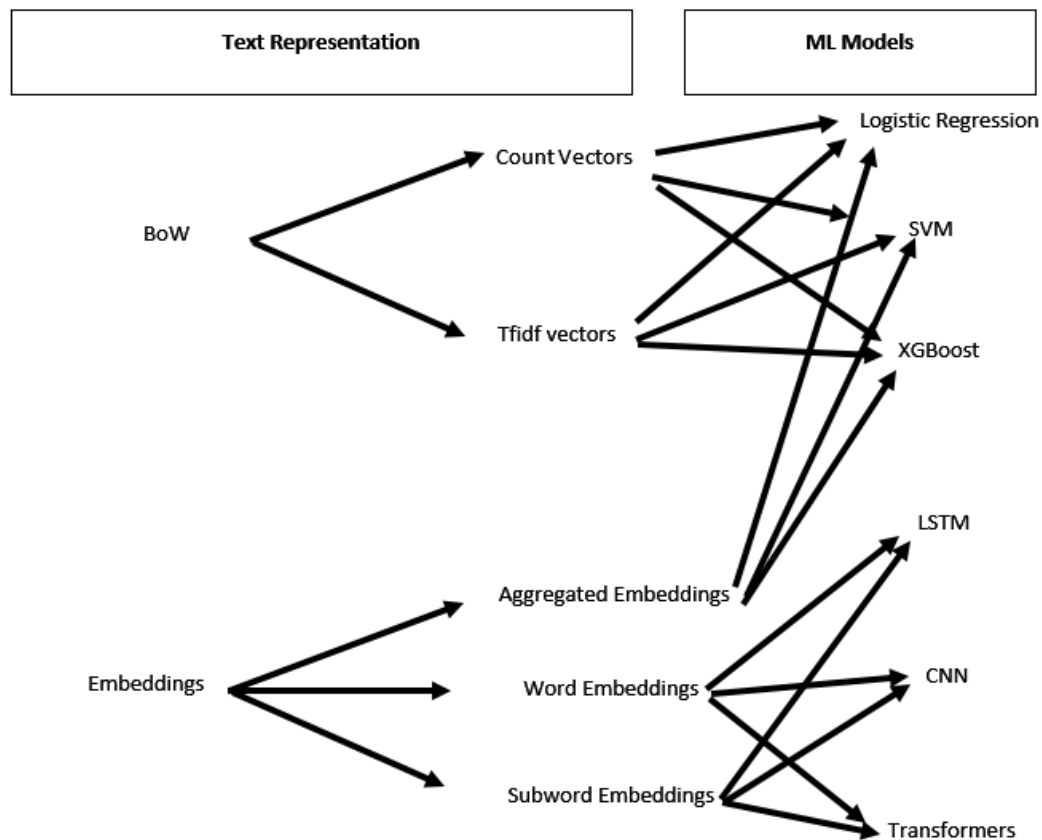 Text Representation
ML Models
Logistic Regression
Count Vectors
BoW
SVM
Tfidf vectors
XGBoost
LSTM
Aggregated Embeddings
Embeddings
Word Embeddings
CNN
Subword Embeddings
Transformers